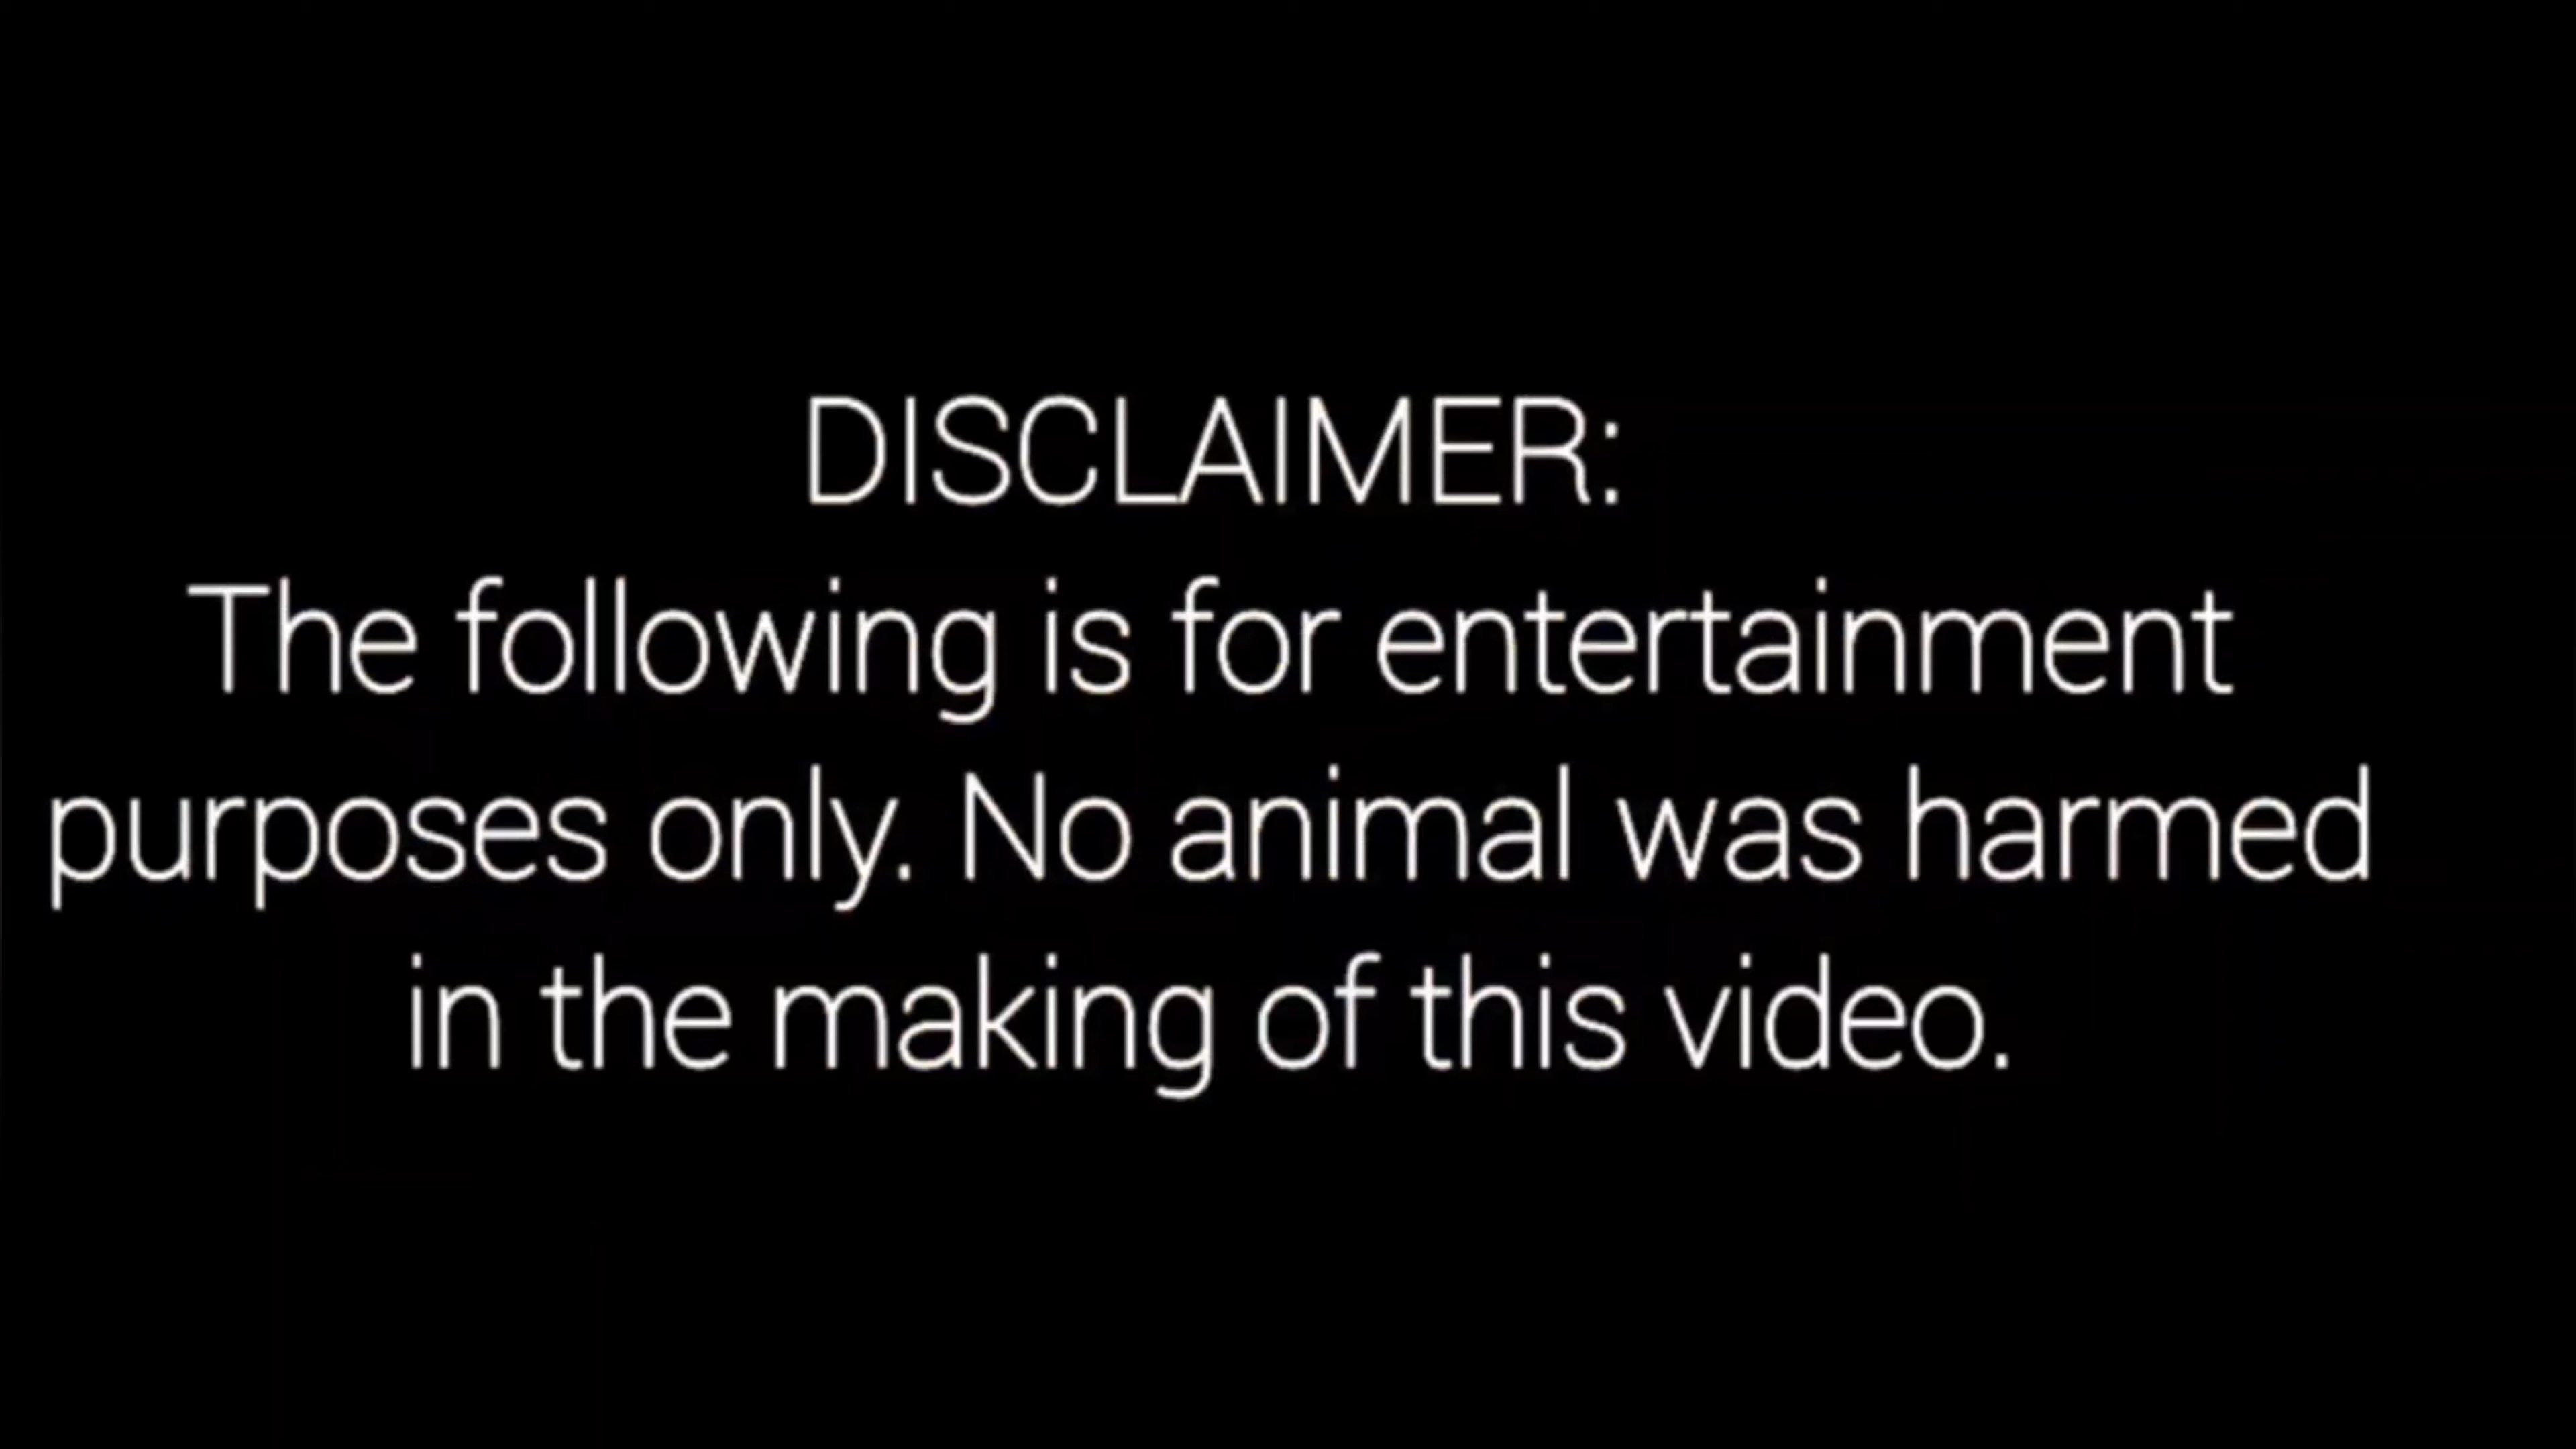 DISCLAIMER:
The following is for entertainment
purposes only. No animal was harmed
in the making of this video.